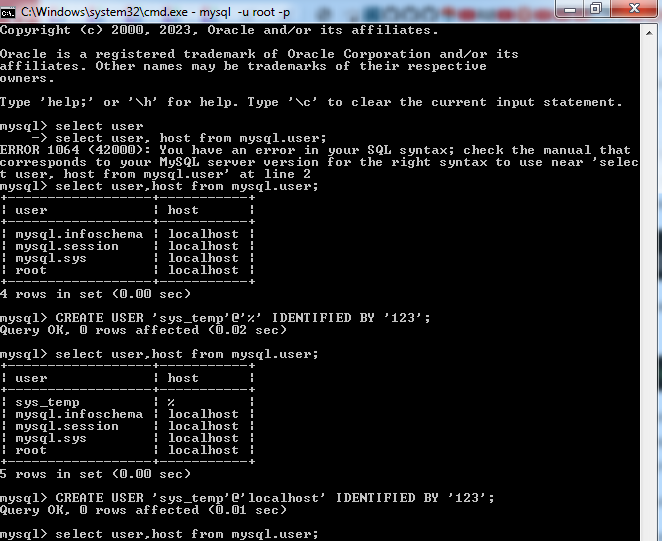 C:\Windows\system32\cmd.exe - mysql -u root -p
Copyright (c) 2000, 2023, Oracle and/or its affiliates.
Oracle is a registered trademark of Oracle Corporation and/or its
affiliates. Other names may be trademarks of their respective
owners.
Type 'help;' or '\h' for help. Type '\c' to clear the current input statement.
mysql> select user
    -> select user, host from mysql.user;
ERROR 1064 (42000): You have an error in your SQL syntax; check the manual that
corresponds to your MySQL server version for the right syntax to use near 'selec
t user, host from mysql.user' at line 2
mysql> select user,host from mysql.user;
+------------------+-----------+
¦ user             ¦ host      ¦
+------------------+-----------+
¦ mysql.infoschema ¦ localhost ¦
¦ mysql.session    ¦ localhost ¦
¦ mysql.sys        ¦ localhost ¦
¦ root             ¦ localhost ¦
+------------------+-----------+
4 rows in set (0.00 sec)
mysql> CREATE USER 'sys_temp'@'%' IDENTIFIED BY '123';
Query OK, 0 rows affected (0.02 sec)
mysql> select user,host from mysql.user;
+------------------+-----------+
¦ user             ¦ host      ¦
+------------------+-----------+
¦ sys_temp         ¦ %         ¦
¦ mysql.infoschema ¦ localhost ¦
¦ mysql.session    ¦ localhost ¦
¦ mysql.sys        ¦ localhost ¦
¦ root             ¦ localhost ¦
+------------------+-----------+
5 rows in set (0.00 sec)
mysql> CREATE USER 'sys_temp'@'localhost' IDENTIFIED BY '123';
Query OK, 0 rows affected (0.01 sec)
mysql> select user,host from mysql.user;